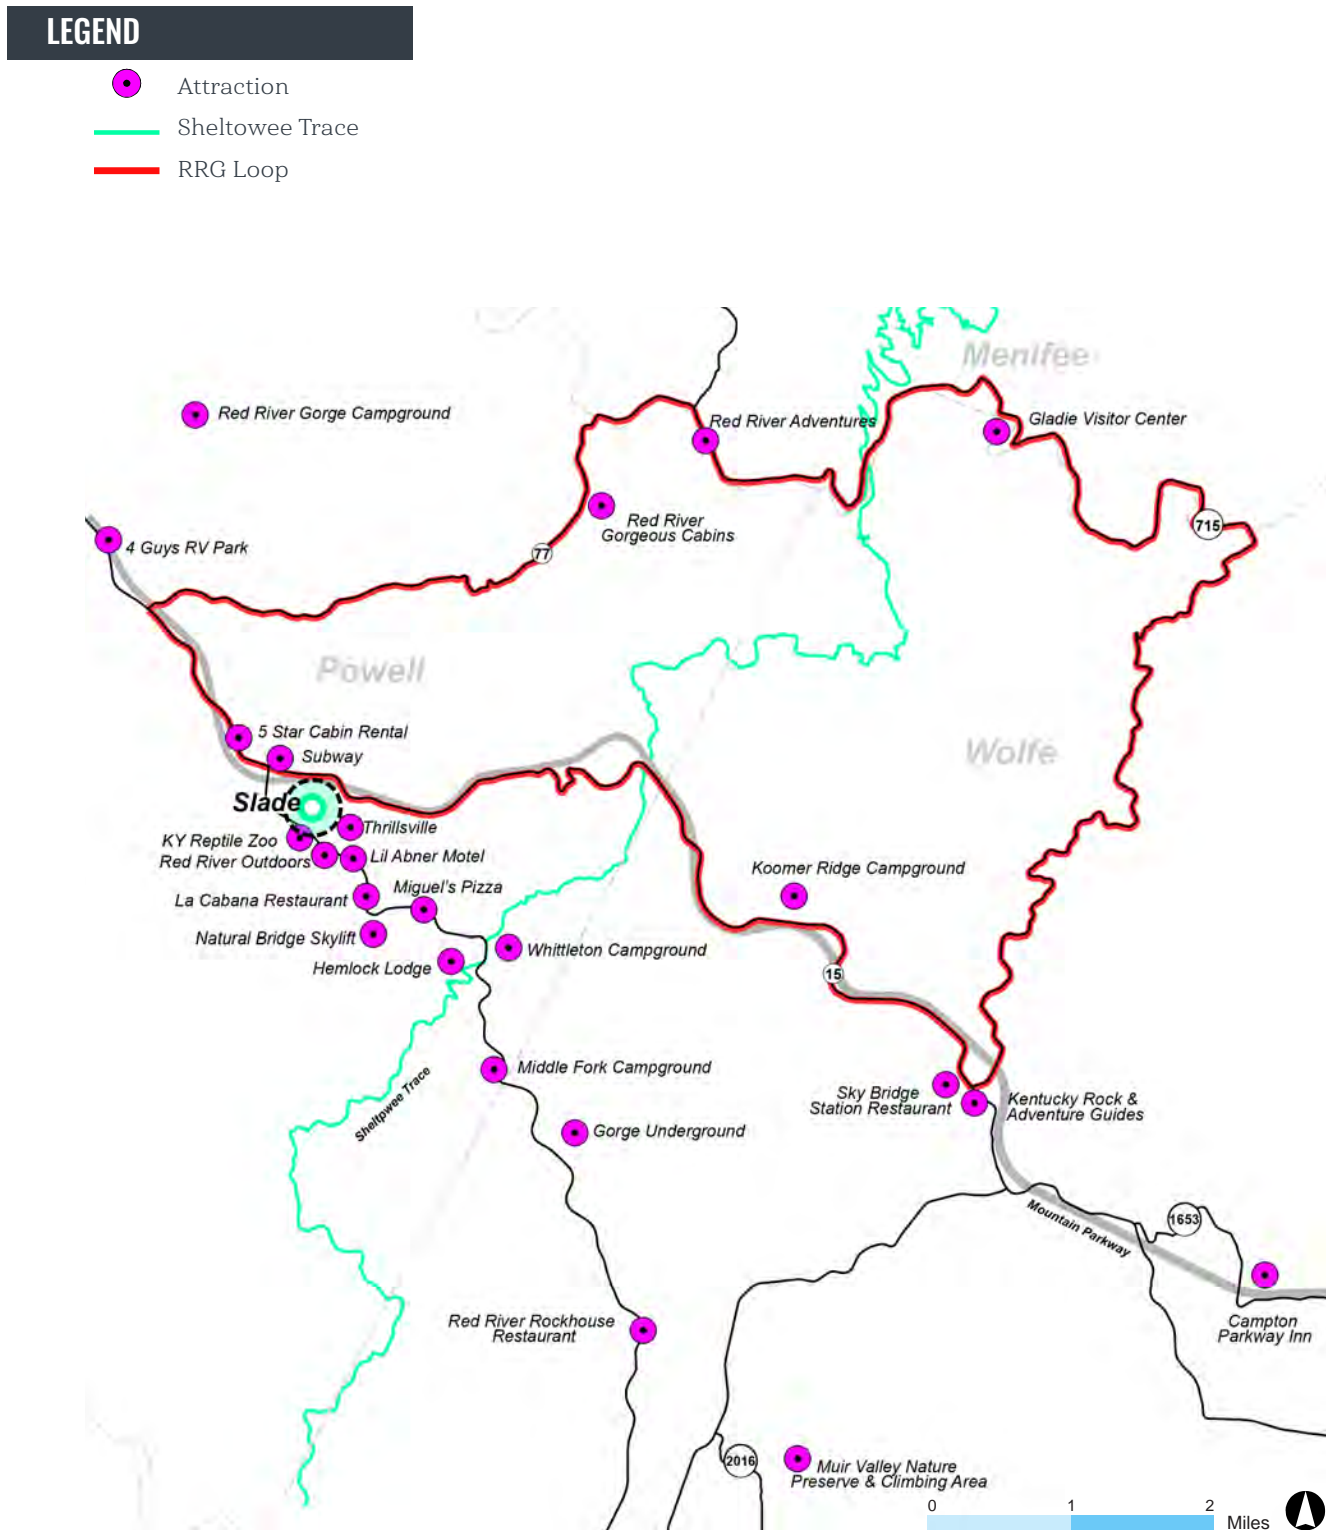 LEGEND
Attraction
Sheltowee Trace
RRG Loop
Menifee
Red River Gorge Campground
Red River Adventures
Gladie Visitor Center
Red River
Gorgeous Cabins
715
4 Guys RV Park
77
Powell
5 Star Cabin Rental
Subway
Wolfe
Slade
Thrillsville
KY Reptile Zoo
Red River Outdoors
Lil Abner Motel
Koomer Ridge Campground
La Cabana Restaurant
Miguel's Pizza
Natural Bridge Skylift
Whittleton Campground
Hemlock Lodge
15
Middle Fork Campground
Sky Bridge
Station Restaurant
Kentucky Rock &
Adventure Guides
Sheltpwee Trace
Gorge Underground
Mountain Parkway
1653
Red River Rockhouse
Restaurant
Campton
Parkway Inn
2016
Muir Valley Nature
Preserve & Climbing Area
0 1 2
Miles